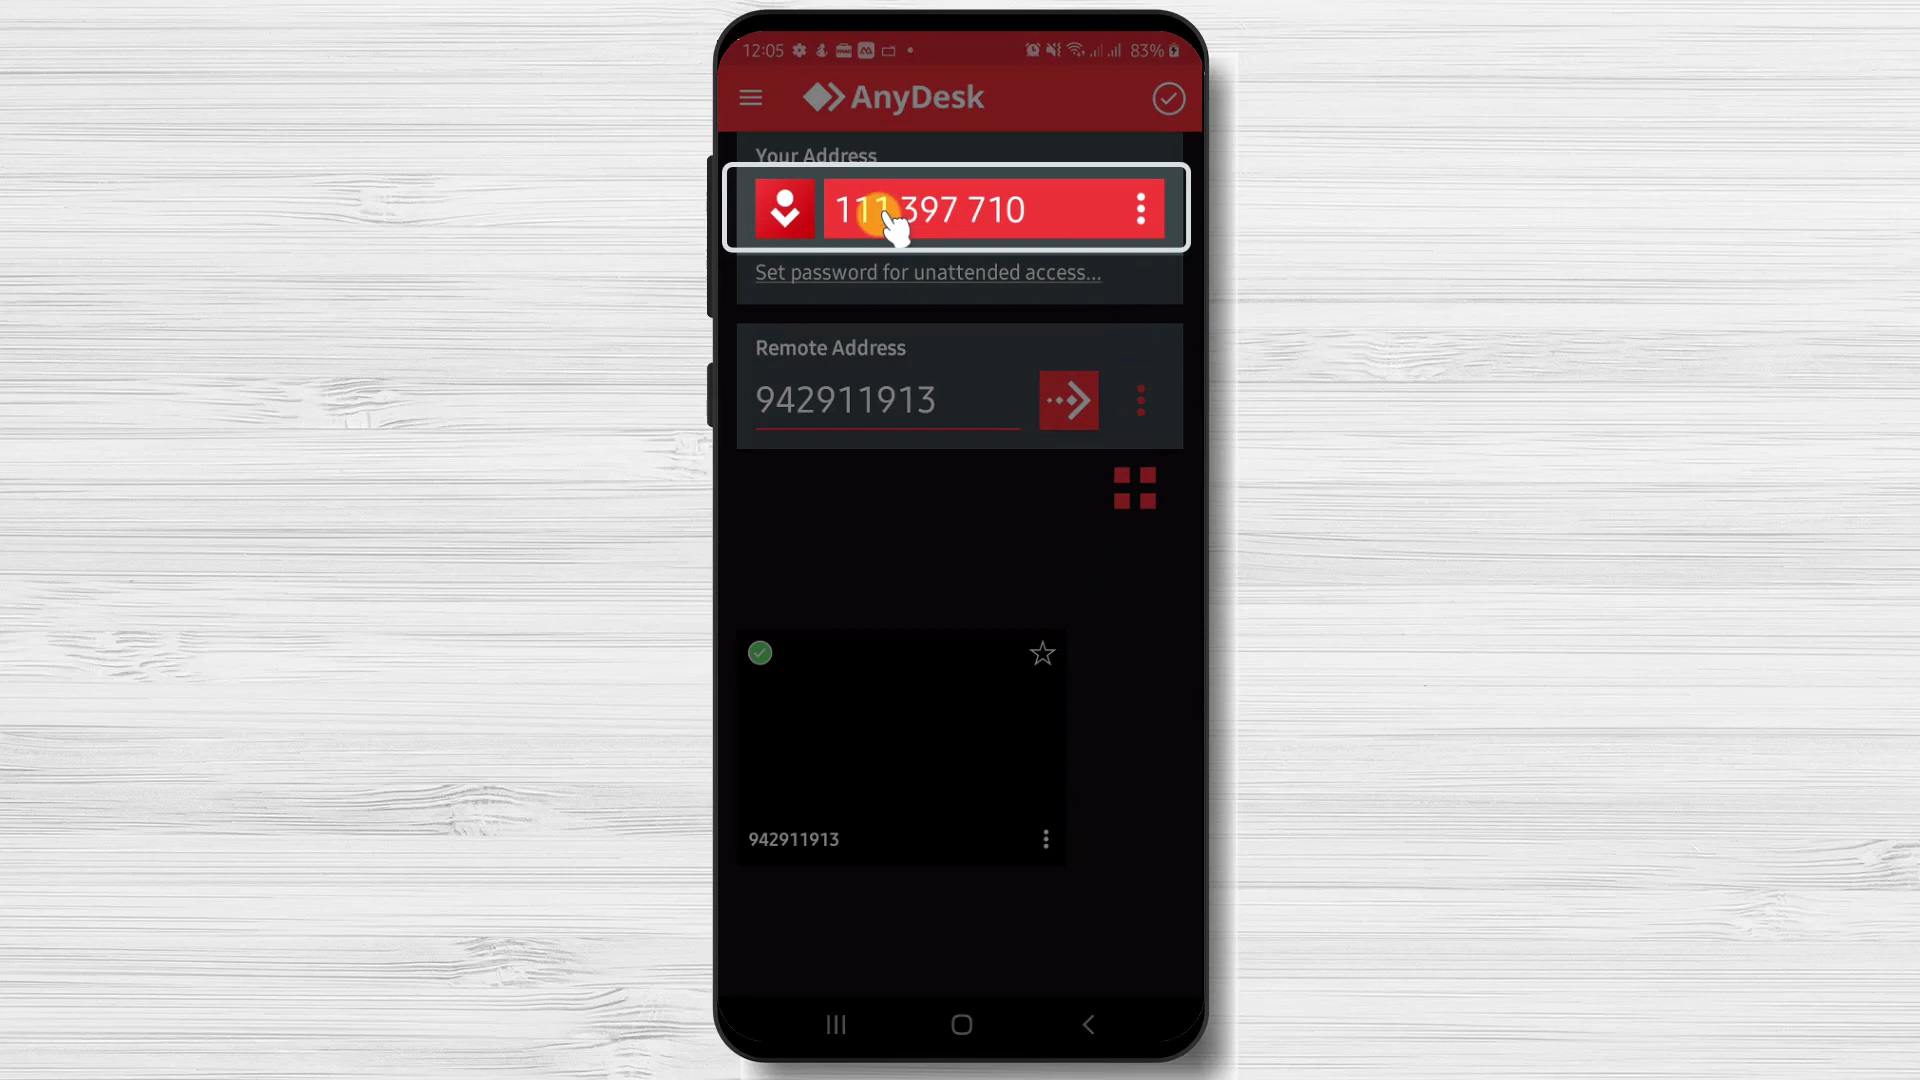 12:05
83%
AnyDesk
Your Address
111 397 710
Set password for unattended access...
Remote Address
942911913
942911913